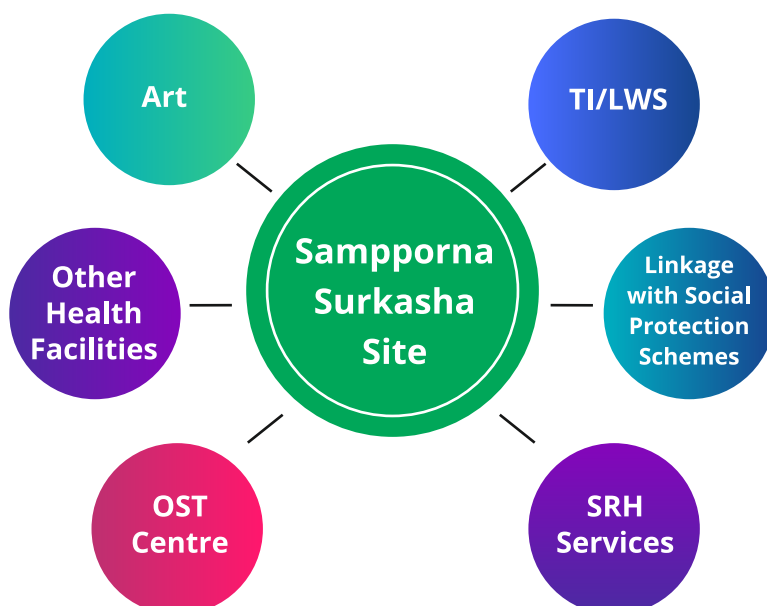 Art
TI/LWS
Sampporna
Surkasha
Site
Other
Health
Facilities
Linkage
with Social
Protection
Schemes
OST
Centre
SRH
Services